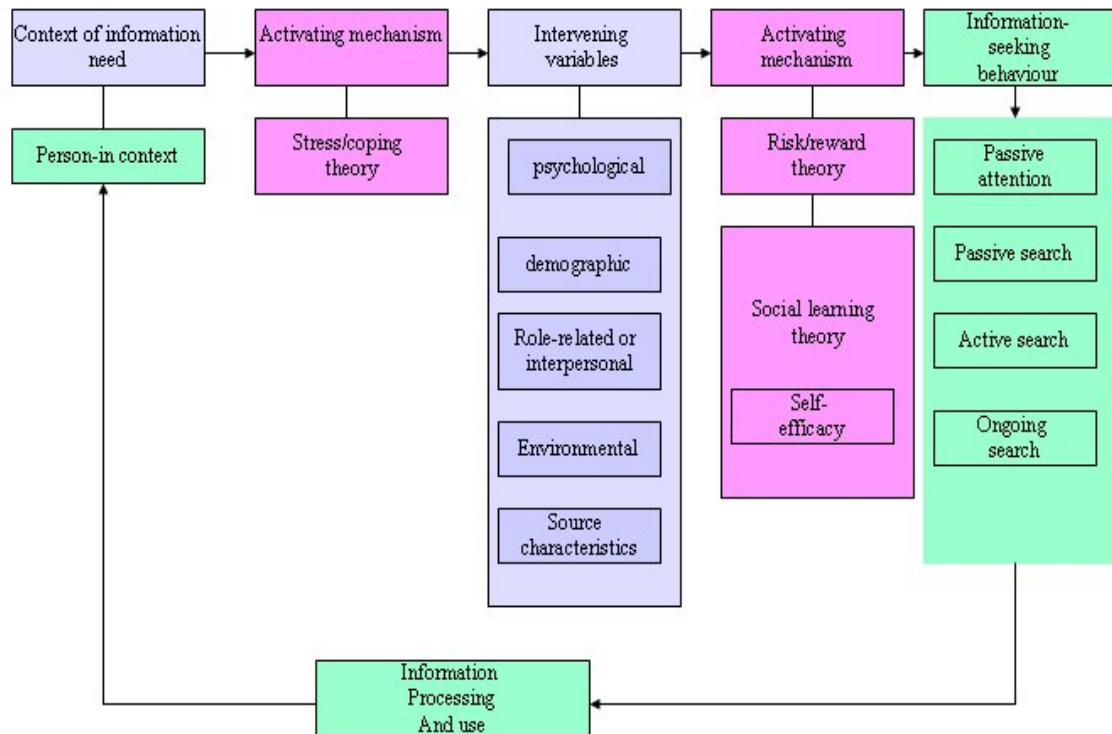 Context of information
need
Activating mechanism
Intervening
variables
Activating
mechanism
Information-
seeking
behaviour
Person-in context
Stress/coping
theory
psychological
demographic
Role-related or
interpersonal
Environmental
Source
characteristics
Risk/reward
theory
Social learning
theory
Self-
efficacy
Passive
attention
Passive search
Active search
Ongoing
search
Information
Processing
And use